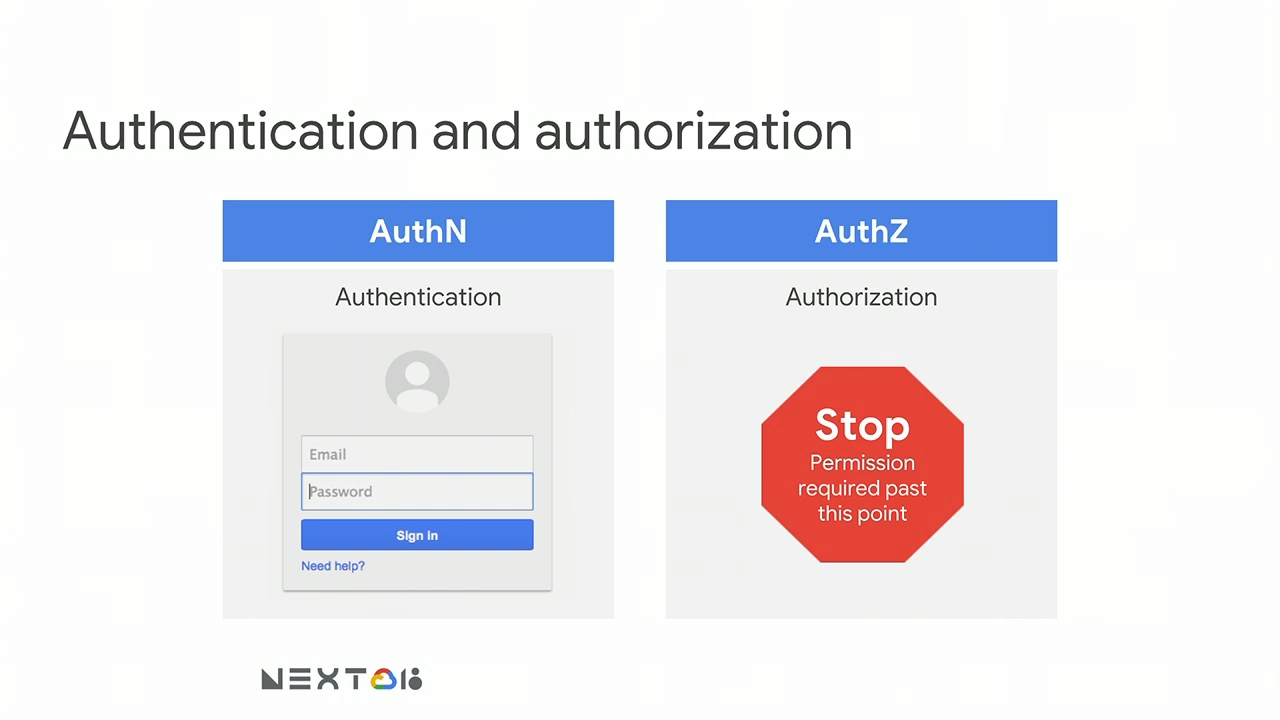 Authentication and authorization
AuthN
Authentication
Email
Password
Sign in
Need help?
AuthZ
Authorization
Stop
Permission
required past
this point
NEXT 18